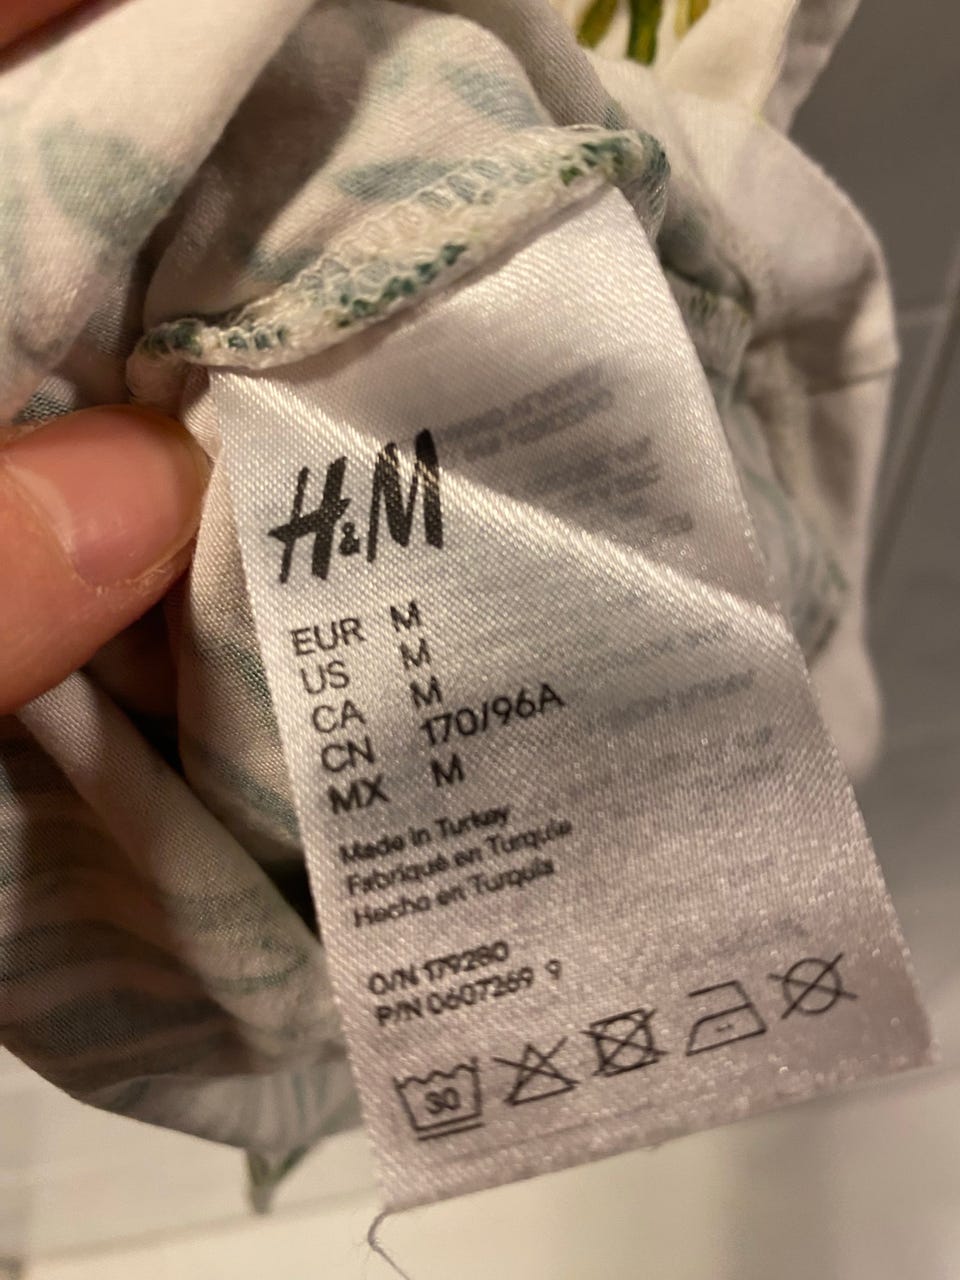 H&M
EUR M
US M
CA M
CN 170/96A
MX M
Made in Turkey
Fabriqué en Turquie
Hecho en Turquía
O/N 179280
P/N 0607269 9
30